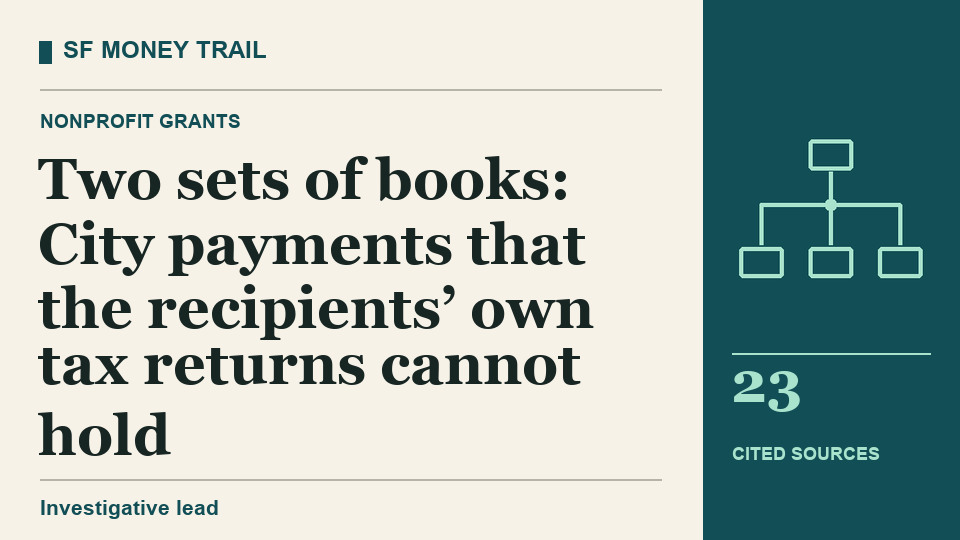 SF MONEY TRAIL
NONPROFIT GRANTS
Two sets of books:
City payments that
the recipients’ own
tax returns cannot
hold
Investigative lead
23
CITED SOURCES